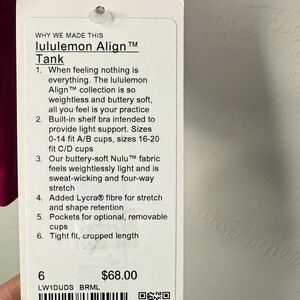 WHY WE MADE THIS
lululemon Align™
Tank
1. When feeling nothing is
everything. The lululemon
Align™ collection is so
weightless and buttery soft,
all you feel is your practice
2. Built-in shelf bra intended to
provide light support. Sizes
0-14 fit A/B cups, sizes 16-20
fit C/D cups
3. Our buttery-soft Nulu™ fabric
feels weightlessly light and is
sweat-wicking and four-way
stretch
4. Added Lycra® fibre for stretch
and shape retention
5. Pockets for optional, removable
cups
6. Tight fit, cropped length
6 $68.00
LW1DUDS BRML